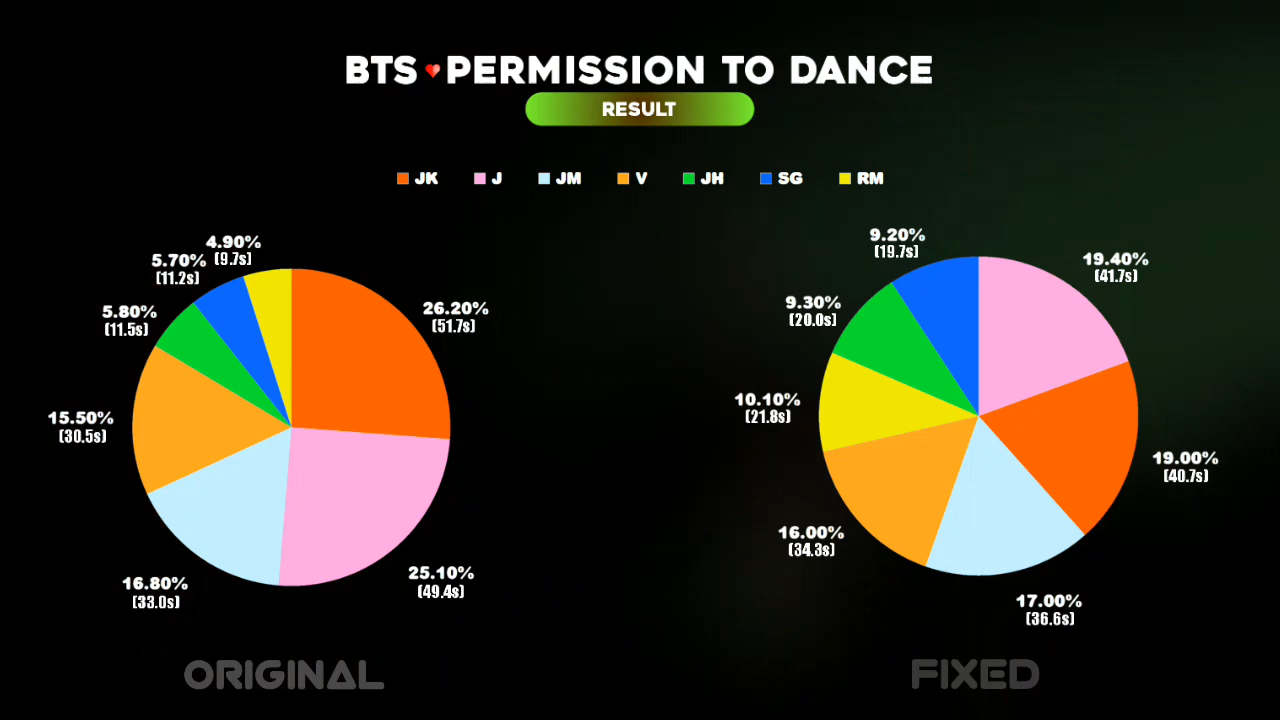 BTS PERMISSION TO DANCE
RESULT
JK J JM V JH SG RM
4.90%
(9.7s)
5.70%
(11.2s)
5.80%
(11.5s)
26.20%
(51.7s)
15.50%
(30.5s)
16.80%
(33.0s)
25.10%
(49.4s)
ORIGINAL
9.20%
(19.7s)
19.40%
(41.7s)
9.30%
(20.0s)
10.10%
(21.8s)
19.00%
(40.7s)
16.00%
(34.3s)
17.00%
(36.6s)
FIXED